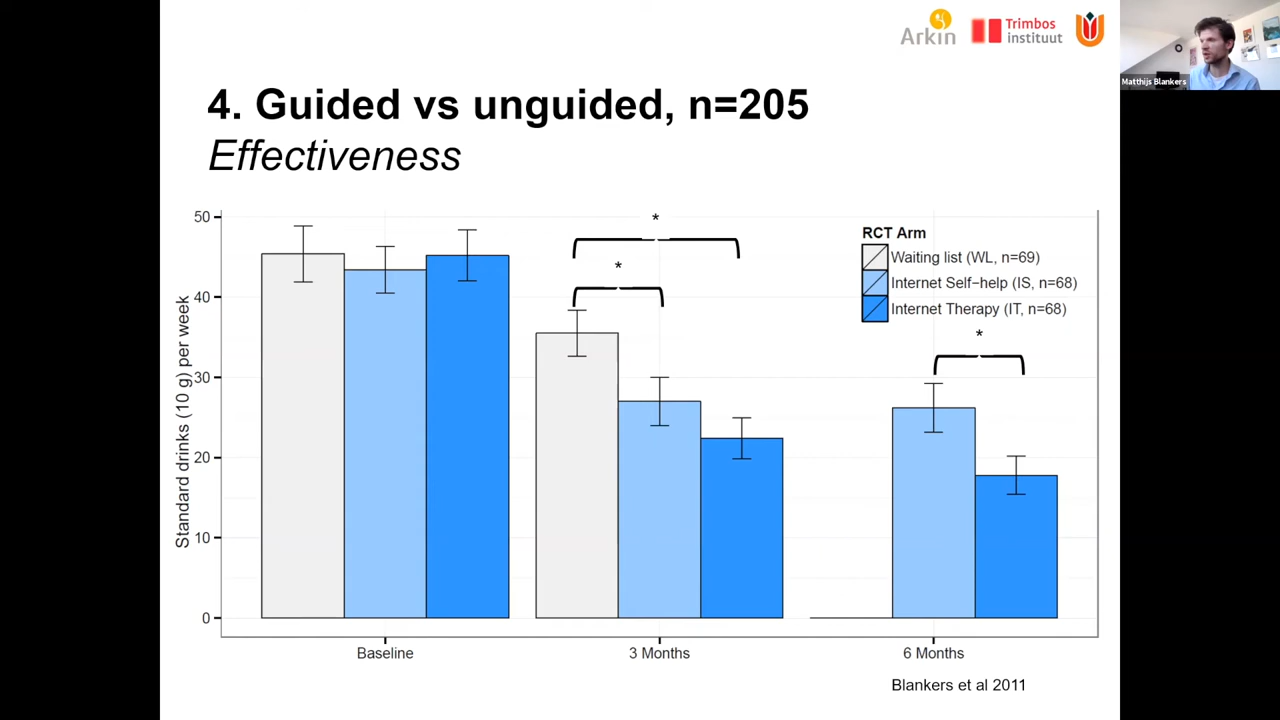 Arkin
Trimbos
instituut
Matthijs Blankers
4. Guided vs unguided, n=205
Effectiveness
Standard drinks (10 g) per week
50
40
30
20
10
0
*
*
*
RCT Arm
Waiting list (WL, n=69)
Internet Self−help (IS, n=68)
Internet Therapy (IT, n=68)
Baseline
3 Months
6 Months
Blankers et al 2011